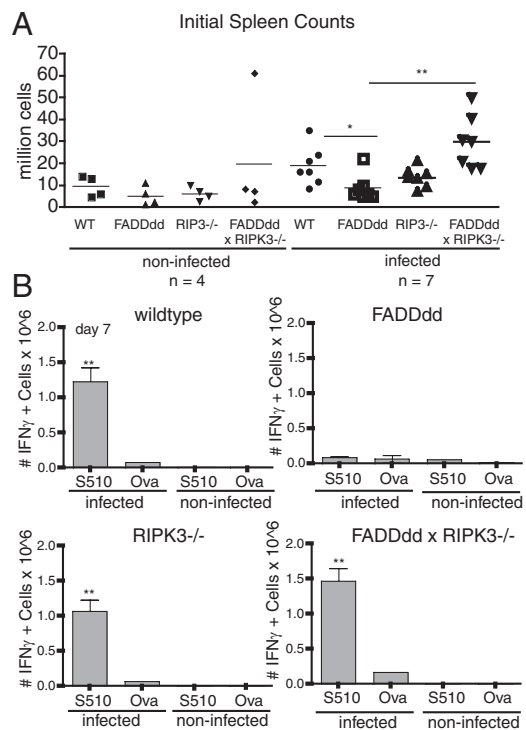 A
Initial Spleen Counts
million cells
70
60
50
40
30
20
10
0
*
**
WT FADDdd RIP3-/- FADDdd x RIPK3-/- WT FADDdd RIP3-/- FADDdd x RIPK3-/-
non-infected infected
n = 4 n = 7
B
wildtype
day 7
# IFNγ + Cells x 10^6
2.0
1.5
1.0
0.5
0.0
**
S510 Ova S510 Ova
infected non-infected
FADDdd
# IFNγ + Cells x 10^6
2.0
1.5
1.0
0.5
0.0
S510 Ova S510 Ova
infected non-infected
RIPK3-/-
# IFNγ + Cells x 10^6
2.0
1.5
1.0
0.5
0.0
**
S510 Ova S510 Ova
infected non-infected
FADDdd x RIPK3-/-
# IFNγ + Cells x 10^6
2.0
1.5
1.0
0.5
0.0
**
S510 Ova S510 Ova
infected non-infected